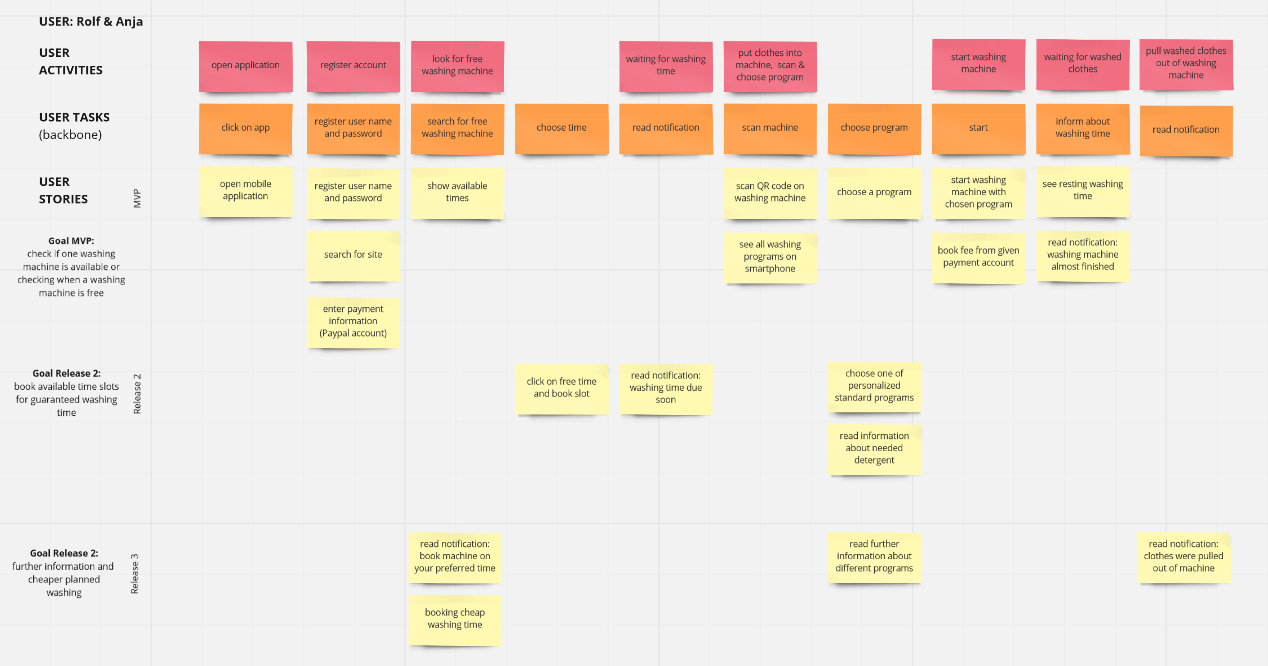 USER: Rolf & Anja
USER
ACTIVITIES
open application
register account
look for free
washing machine
waiting for washing
time
put clothes into
machine, scan &
choose program
start washing
machine
waiting for washed
clothes
pull washed clothes
out of washing
machine
USER TASKS
(backbone)
click on app
register user name
and password
search for free
washing machine
choose time
read notification
scan machine
choose program
start
inform about
washing time
read notification
USER
STORIES
MVP
open mobile
application
register user name
and password
show available
times
scan QR code on
washing machine
choose a program
start washing
machine with
chosen program
see resting washing
time
Goal MVP:
check if one washing
machine is available or
checking when a washing
machine is free
search for site
see all washing
programs on
smartphone
book fee from given
payment account
read notification:
washing machine
almost finished
enter payment
information
(Paypal account)
Goal Release 2:
book available time slots
for guaranteed washing
time
Release 2
click on free time
and book slot
read notification:
washing time due
soon
choose one of
personalized
standard programs
read information
about needed
detergent
Goal Release 2:
further information and
cheaper planned
washing
Release 3
read notification:
book machine on
your preferred time
read further
information about
different programs
read notification:
clothes were pulled
out of machine
booking cheap
washing time